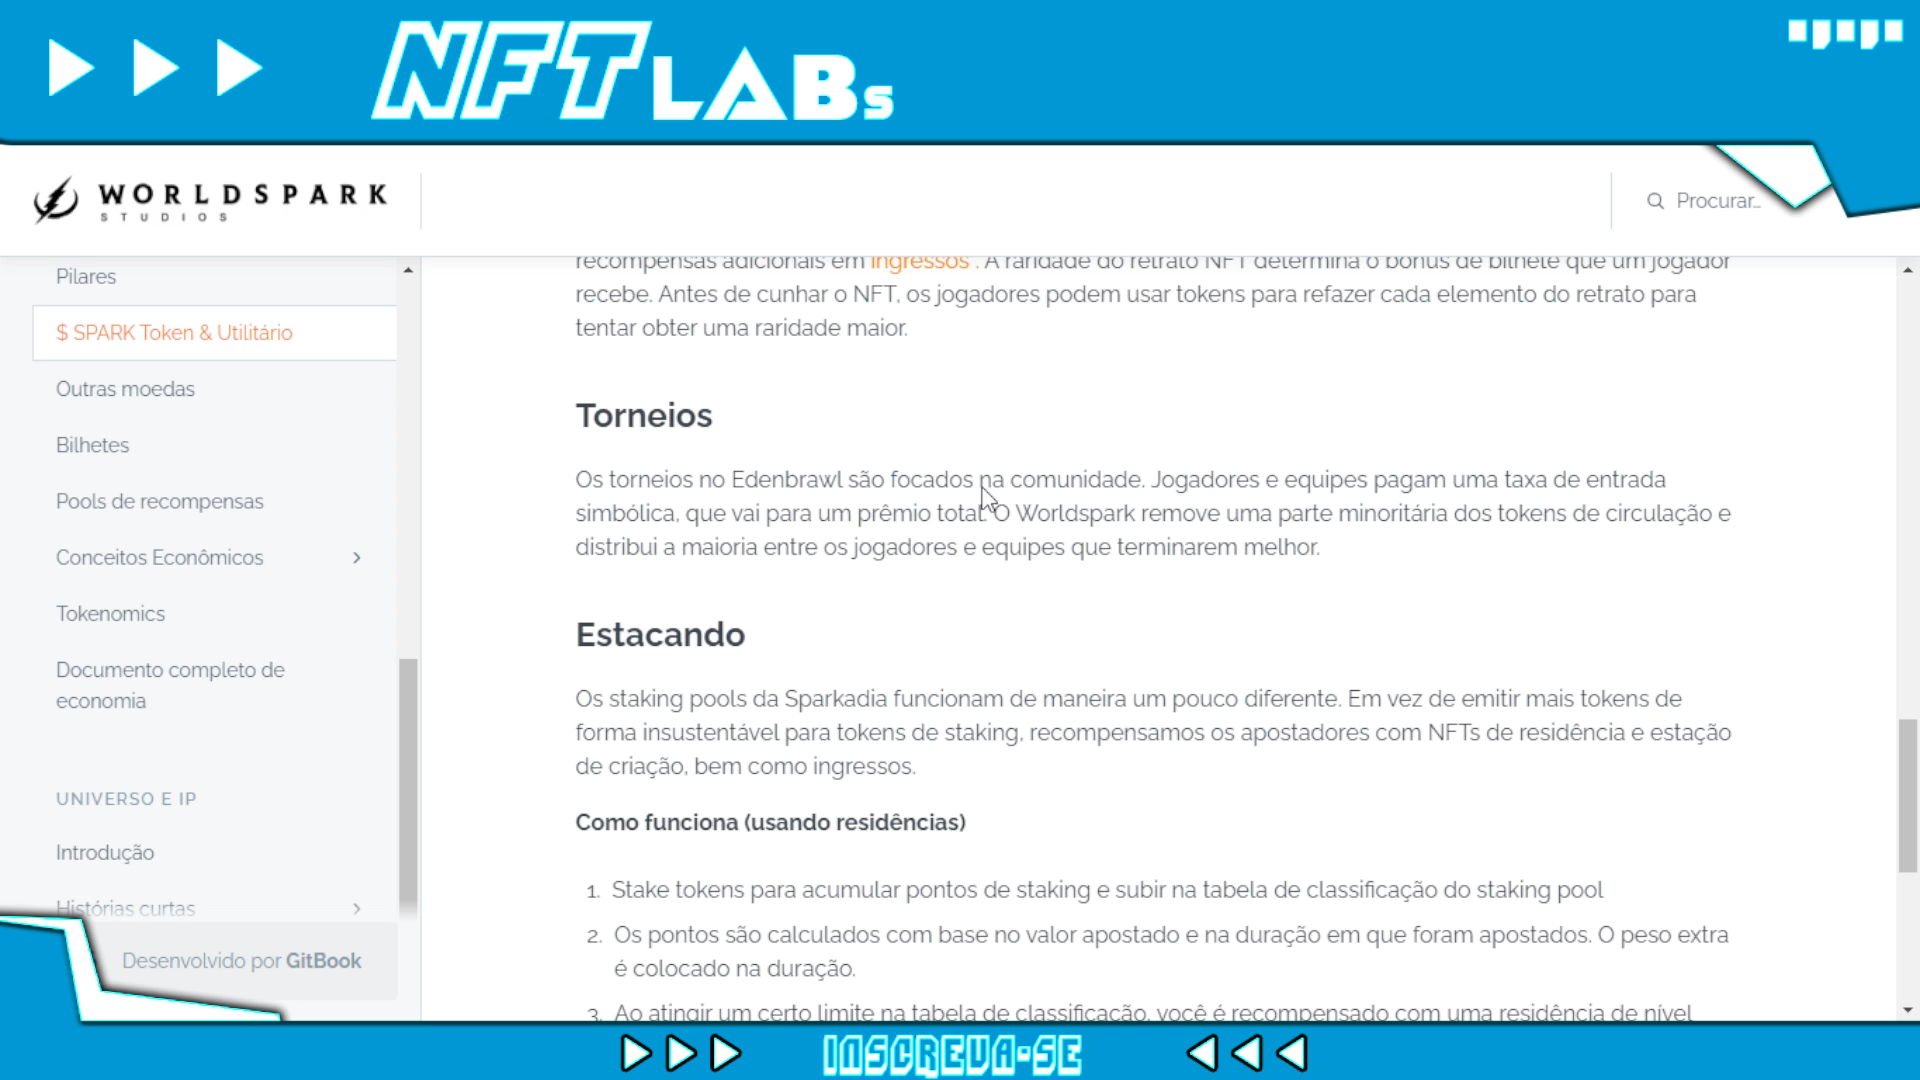 NFT LABs
WORLDSPARK
STUDIOS
Procurar...
Pilares
$ SPARK Token & Utilitário
Outras moedas
Bilhetes
Pools de recompensas
Conceitos Econômicos
Tokenomics
Documento completo de
economia
UNIVERSO E IP
Introdução
Histórias curtas
Desenvolvido por GitBook
recompensas adicionais em ingressos . A raridade do retrato NFT determina o bônus de bilhete que um jogador
recebe. Antes de cunhar o NFT, os jogadores podem usar tokens para refazer cada elemento do retrato para
tentar obter uma raridade maior.
Torneios
Os torneios no Edenbrawl são focados na comunidade. Jogadores e equipes pagam uma taxa de entrada
simbólica, que vai para um prêmio total. O Worldspark remove uma parte minoritária dos tokens de circulação e
distribui a maioria entre os jogadores e equipes que terminarem melhor.
Estacando
Os staking pools da Sparkadia funcionam de maneira um pouco diferente. Em vez de emitir mais tokens de
forma insustentável para tokens de staking, recompensamos os apostadores com NFTs de residência e estação
de criação, bem como ingressos.
Como funciona (usando residências)
1. Stake tokens para acumular pontos de staking e subir na tabela de classificação do staking pool
2. Os pontos são calculados com base no valor apostado e na duração em que foram apostados. O peso extra
é colocado na duração.
3. Ao atingir um certo limite na tabela de classificação, você é recompensado com uma residência de nível
INSCREVA-SE